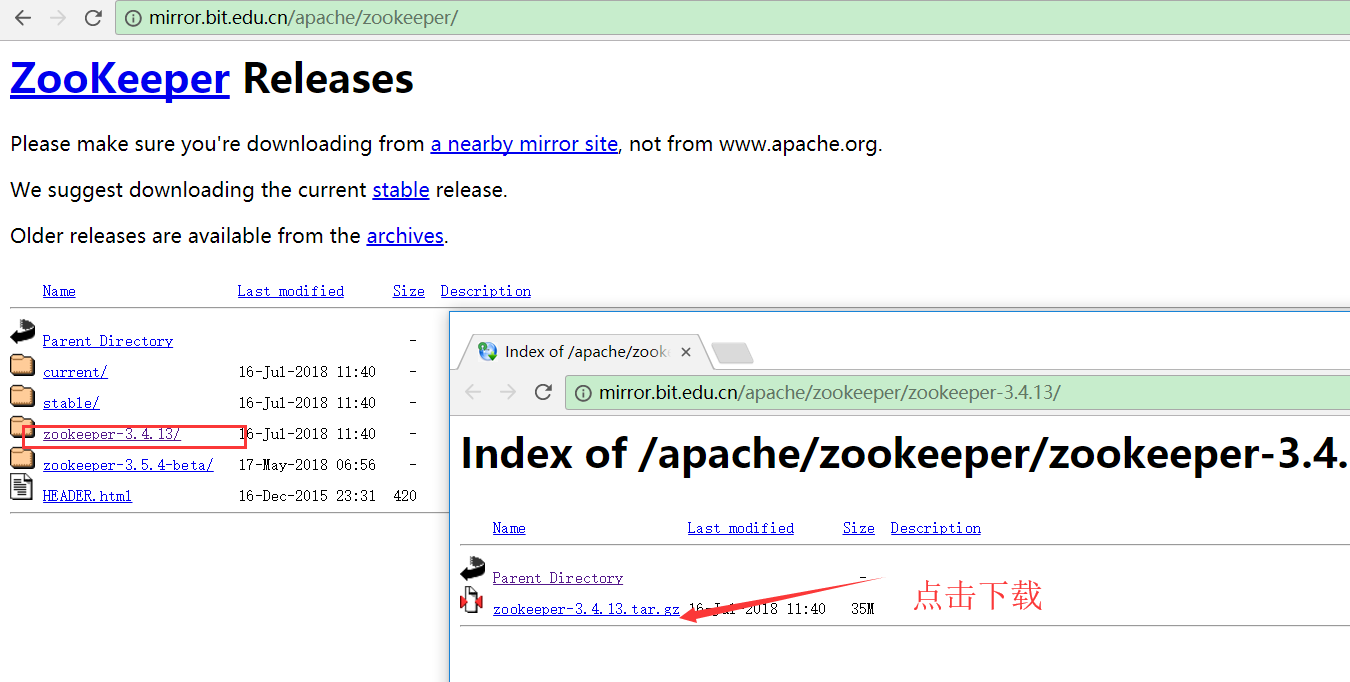 mirror.bit.edu.cn/apache/zookeeper/
ZooKeeper Releases
Please make sure you're downloading from a nearby mirror site, not from www.apache.org.
We suggest downloading the current stable release.
Older releases are available from the archives.
Name Last modified Size Description
Parent Directory -
current/ 16-Jul-2018 11:40 -
stable/ 16-Jul-2018 11:40 -
zookeeper-3.4.13/ 16-Jul-2018 11:40 -
zookeeper-3.5.4-beta/ 17-May-2018 06:56 -
HEADER.html 16-Dec-2015 23:31 420
Index of /apache/zook
mirror.bit.edu.cn/apache/zookeeper/zookeeper-3.4.13/
Index of /apache/zookeeper/zookeeper-3.4.
Name Last modified Size Description
Parent Directory -
zookeeper-3.4.13.tar.gz 16-Jul-2018 11:40 35M
点击下载